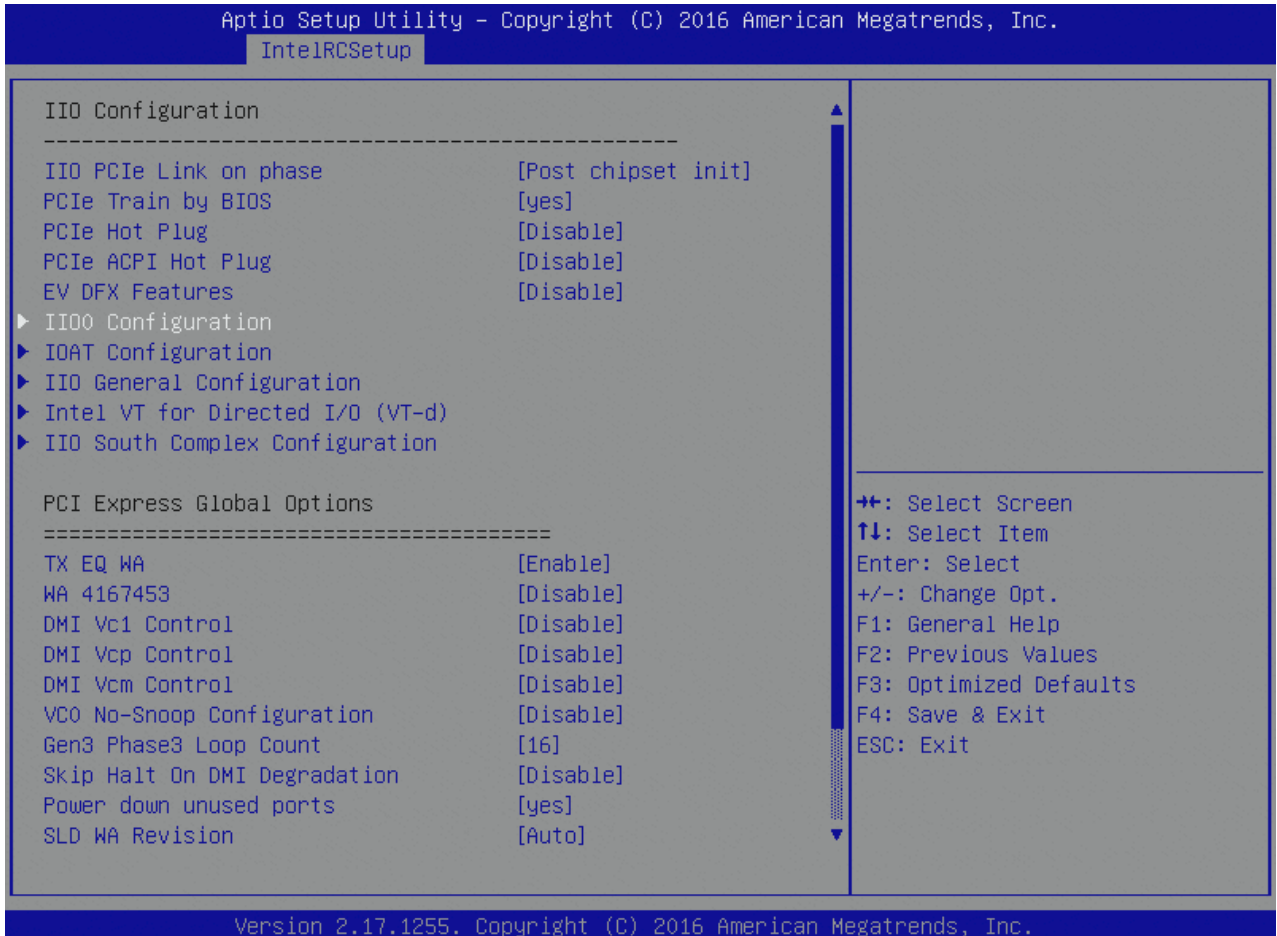 Aptio Setup Utility – Copyright (C) 2016 American Megatrends, Inc.
IntelRCSetup
IIO Configuration
--------------------------------------------------
IIO PCIe Link on phase [Post chipset init]
PCIe Train by BIOS [yes]
PCIe Hot Plug [Disable]
PCIe ACPI Hot Plug [Disable]
EV DFX Features [Disable]
▶ IIO0 Configuration
▶ IOAT Configuration
▶ IIO General Configuration
▶ Intel VT for Directed I/O (VT-d)
▶ IIO South Complex Configuration
PCI Express Global Options
========================================
TX EQ WA [Enable]
WA 4167453 [Disable]
DMI Vc1 Control [Disable]
DMI Vcp Control [Disable]
DMI Vcm Control [Disable]
VC0 No-Snoop Configuration [Disable]
Gen3 Phase3 Loop Count [16]
Skip Halt On DMI Degradation [Disable]
Power down unused ports [yes]
SLD WA Revision [Auto]
→←: Select Screen
↑↓: Select Item
Enter: Select
+/-: Change Opt.
F1: General Help
F2: Previous Values
F3: Optimized Defaults
F4: Save & Exit
ESC: Exit
Version 2.17.1255. Copyright (C) 2016 American Megatrends, Inc.